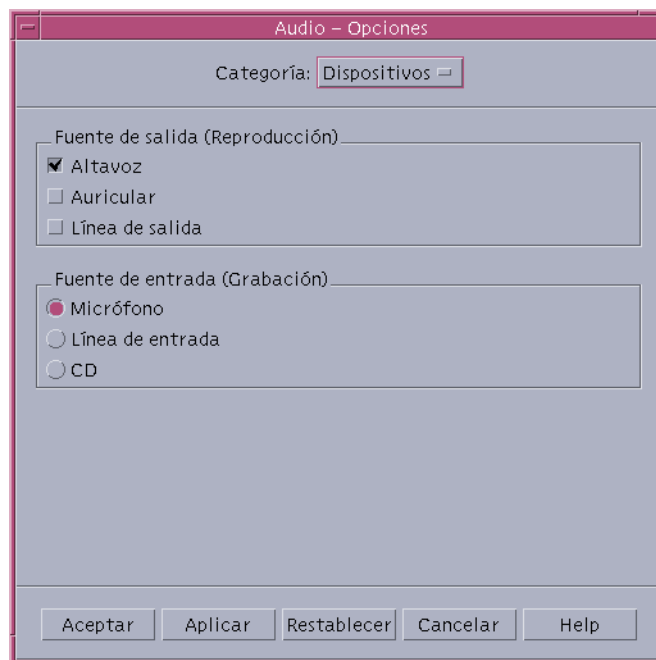 Audio – Opciones
Categoría: Dispositivos
Fuente de salida (Reproducción)
Altavoz
Auricular
Línea de salida
Fuente de entrada (Grabación)
Micrófono
Línea de entrada
CD
Aceptar Aplicar Restablecer Cancelar Help